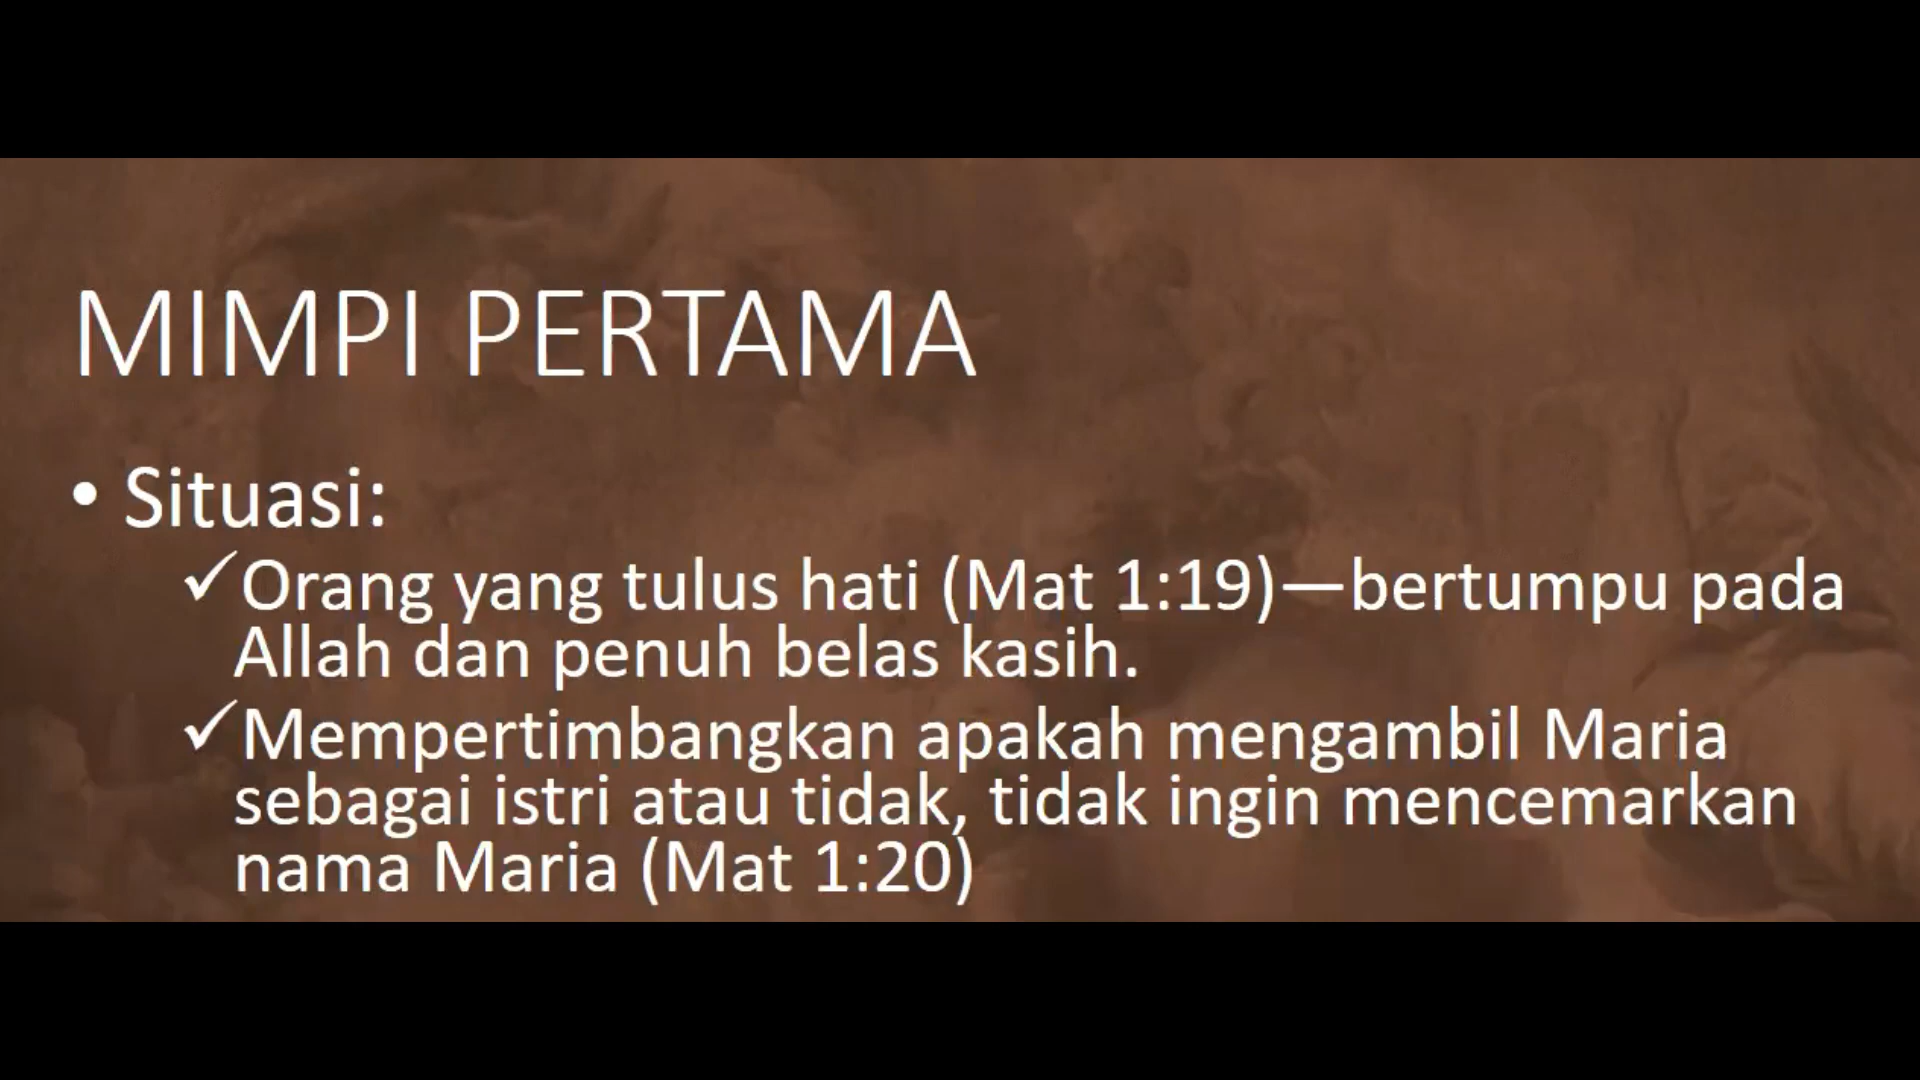 MIMPI PERTAMA
• Situasi:
✓Orang yang tulus hati (Mat 1:19)—bertumpu pada
Allah dan penuh belas kasih.
✓Mempertimbangkan apakah mengambil Maria
sebagai istri atau tidak, tidak ingin mencemarkan
nama Maria (Mat 1:20)